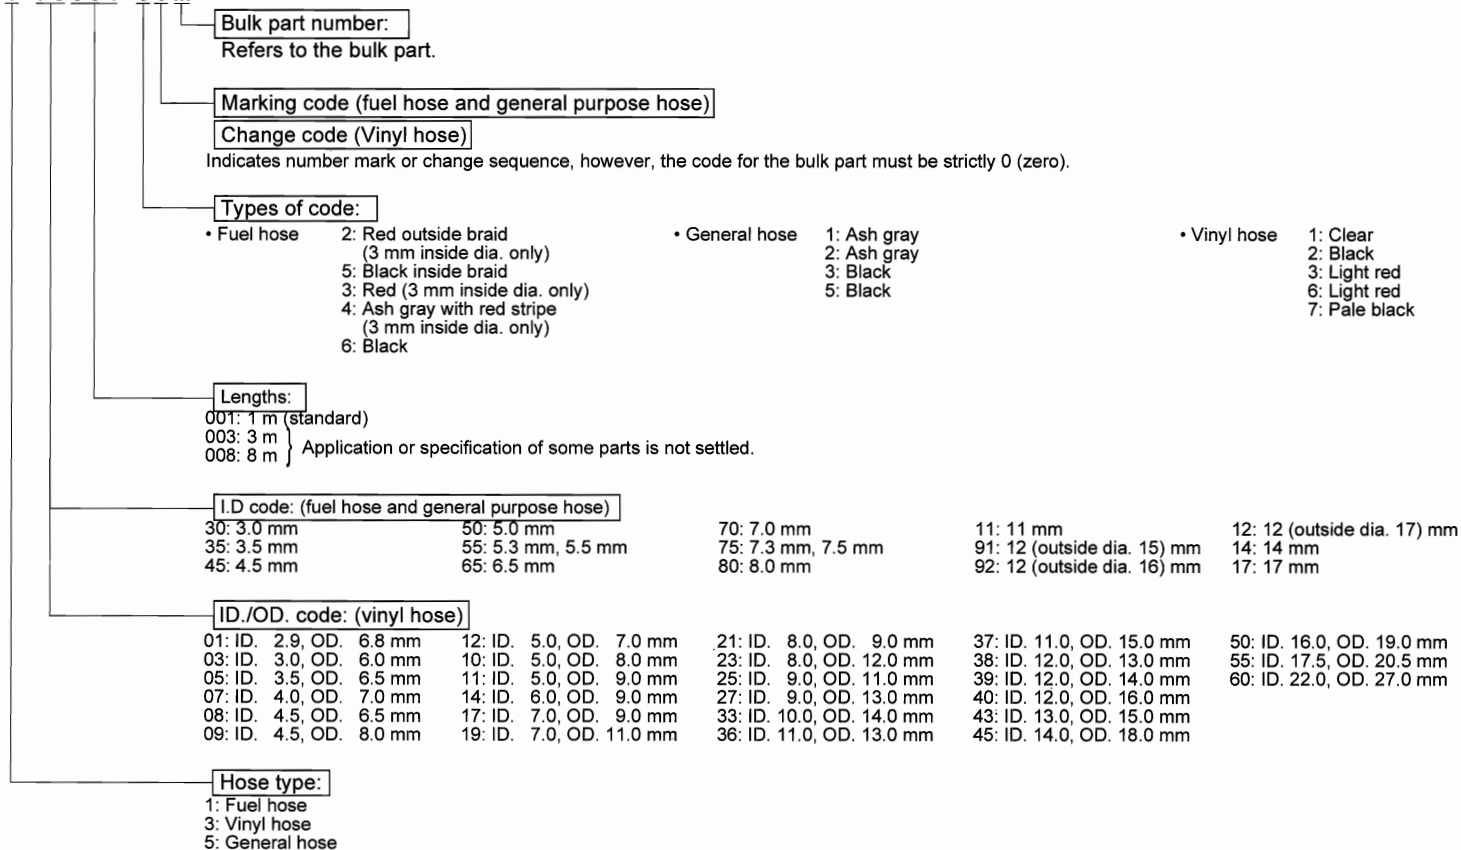 Bulk part number:
Refers to the bulk part.
Marking code (fuel hose and general purpose hose)
Change code (Vinyl hose)
Indicates number mark or change sequence, however, the code for the bulk part must be strictly 0 (zero).
Types of code:
• Fuel hose 2: Red outside braid
(3 mm inside dia. only)
5: Black inside braid
3: Red (3 mm inside dia. only)
4: Ash gray with red stripe
(3 mm inside dia. only)
6: Black
• General hose 1: Ash gray
2: Ash gray
3: Black
5: Black
• Vinyl hose 1: Clear
2: Black
3: Light red
6: Light red
7: Pale black
Lengths:
001: 1 m (standard)
003: 3 m
008: 8 m
Application or specification of some parts is not settled.
I.D code: (fuel hose and general purpose hose)
30: 3.0 mm 50: 5.0 mm 70: 7.0 mm 11: 11 mm 12: 12 (outside dia. 17) mm
35: 3.5 mm 55: 5.3 mm, 5.5 mm 75: 7.3 mm, 7.5 mm 91: 12 (outside dia. 15) mm 14: 14 mm
45: 4.5 mm 65: 6.5 mm 80: 8.0 mm 92: 12 (outside dia. 16) mm 17: 17 mm
ID./OD. code: (vinyl hose)
01: ID. 2.9, OD. 6.8 mm 12: ID. 5.0, OD. 7.0 mm 21: ID. 8.0, OD. 9.0 mm 37: ID. 11.0, OD. 15.0 mm 50: ID. 16.0, OD. 19.0 mm
03: ID. 3.0, OD. 6.0 mm 10: ID. 5.0, OD. 8.0 mm 23: ID. 8.0, OD. 12.0 mm 38: ID. 12.0, OD. 13.0 mm 55: ID. 17.5, OD. 20.5 mm
05: ID. 3.5, OD. 6.5 mm 11: ID. 5.0, OD. 9.0 mm 25: ID. 9.0, OD. 11.0 mm 39: ID. 12.0, OD. 14.0 mm 60: ID. 22.0, OD. 27.0 mm
07: ID. 4.0, OD. 7.0 mm 14: ID. 6.0, OD. 9.0 mm 27: ID. 9.0, OD. 13.0 mm 40: ID. 12.0, OD. 16.0 mm
08: ID. 4.5, OD. 6.5 mm 17: ID. 7.0, OD. 9.0 mm 33: ID. 10.0, OD. 14.0 mm 43: ID. 13.0, OD. 15.0 mm
09: ID. 4.5, OD. 8.0 mm 19: ID. 7.0, OD. 11.0 mm 36: ID. 11.0, OD. 13.0 mm 45: ID. 14.0, OD. 18.0 mm
Hose type:
1: Fuel hose
3: Vinyl hose
5: General hose